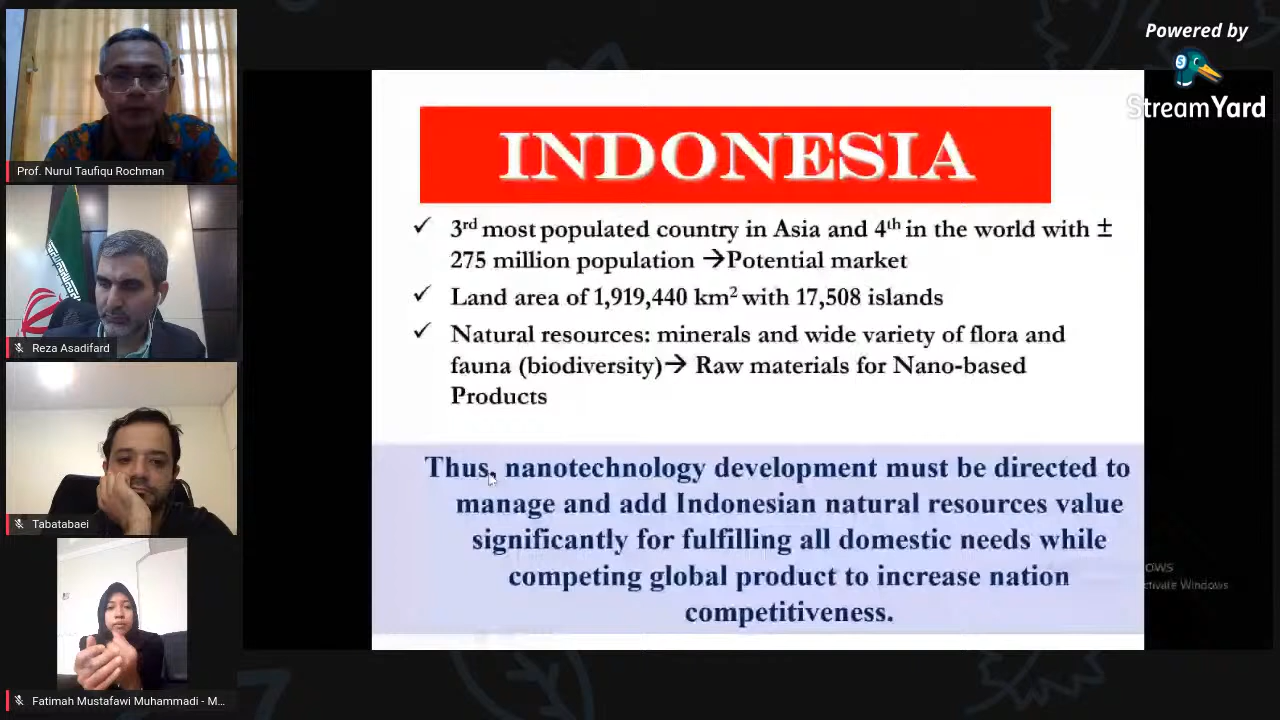 Powered by
StreamYard
Prof. Nurul Taufiqu Rochman
Reza Asadifard
Tabatabaei
Fatimah Mustafawi Muhammadi - M...
INDONESIA
3rd most populated country in Asia and 4th in the world with ±
275 million population →Potential market
Land area of 1,919,440 km² with 17,508 islands
Natural resources: minerals and wide variety of flora and
fauna (biodiversity)→ Raw materials for Nano-based
Products
Thus, nanotechnology development must be directed to
manage and add Indonesian natural resources value
significantly for fulfilling all domestic needs while
competing global product to increase nation
competitiveness.
ows
ctivate Windows